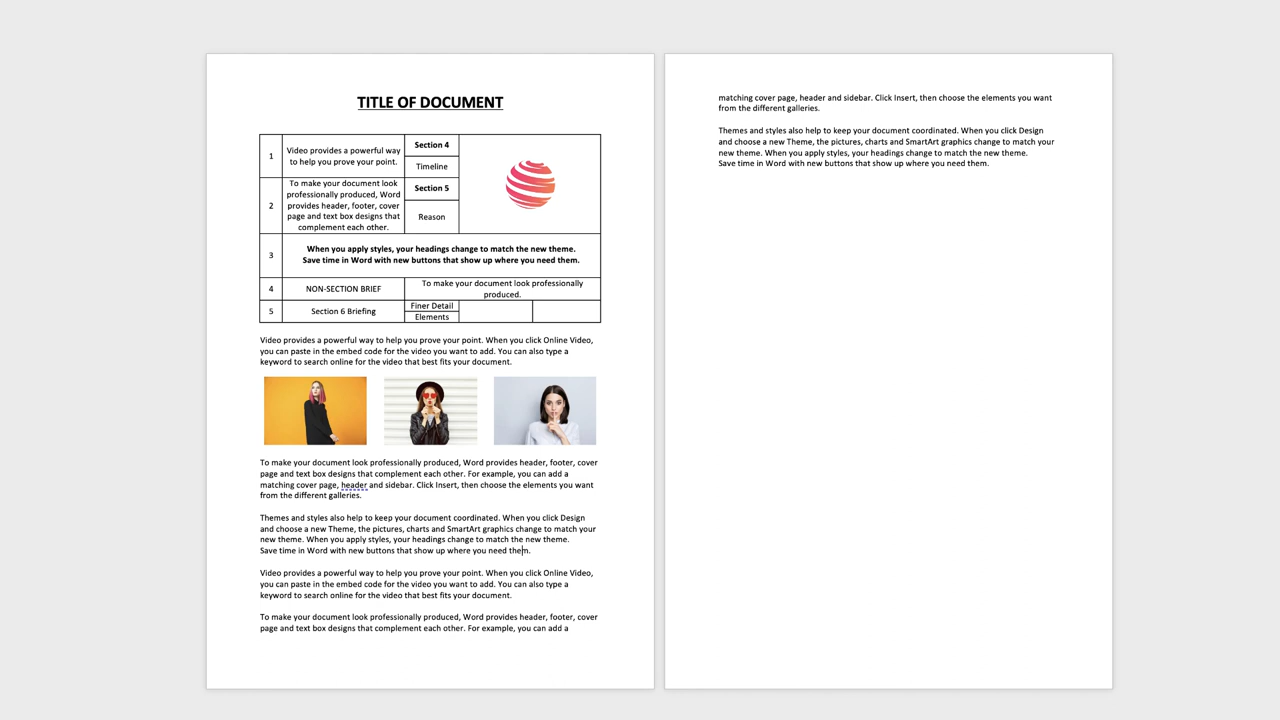 TITLE OF DOCUMENT
1
Video provides a powerful way
to help you prove your point.
Section 4
Timeline
2
To make your document look
professionally produced, Word
provides header, footer, cover
page and text box designs that
complement each other.
Section 5
Reason
3
When you apply styles, your headings change to match the new theme.
Save time in Word with new buttons that show up where you need them.
4
NON-SECTION BRIEF
To make your document look professionally
produced.
5
Section 6 Briefing
Finer Detail
Elements
Video provides a powerful way to help you prove your point. When you click Online Video,
you can paste in the embed code for the video you want to add. You can also type a
keyword to search online for the video that best fits your document.
To make your document look professionally produced, Word provides header, footer, cover
page and text box designs that complement each other. For example, you can add a
matching cover page, header and sidebar. Click Insert, then choose the elements you want
from the different galleries.
Themes and styles also help to keep your document coordinated. When you click Design
and choose a new Theme, the pictures, charts and SmartArt graphics change to match your
new theme. When you apply styles, your headings change to match the new theme.
Save time in Word with new buttons that show up where you need them.
Video provides a powerful way to help you prove your point. When you click Online Video,
you can paste in the embed code for the video you want to add. You can also type a
keyword to search online for the video that best fits your document.
To make your document look professionally produced, Word provides header, footer, cover
page and text box designs that complement each other. For example, you can add a
matching cover page, header and sidebar. Click Insert, then choose the elements you want
from the different galleries.
Themes and styles also help to keep your document coordinated. When you click Design
and choose a new Theme, the pictures, charts and SmartArt graphics change to match your
new theme. When you apply styles, your headings change to match the new theme.
Save time in Word with new buttons that show up where you need them.